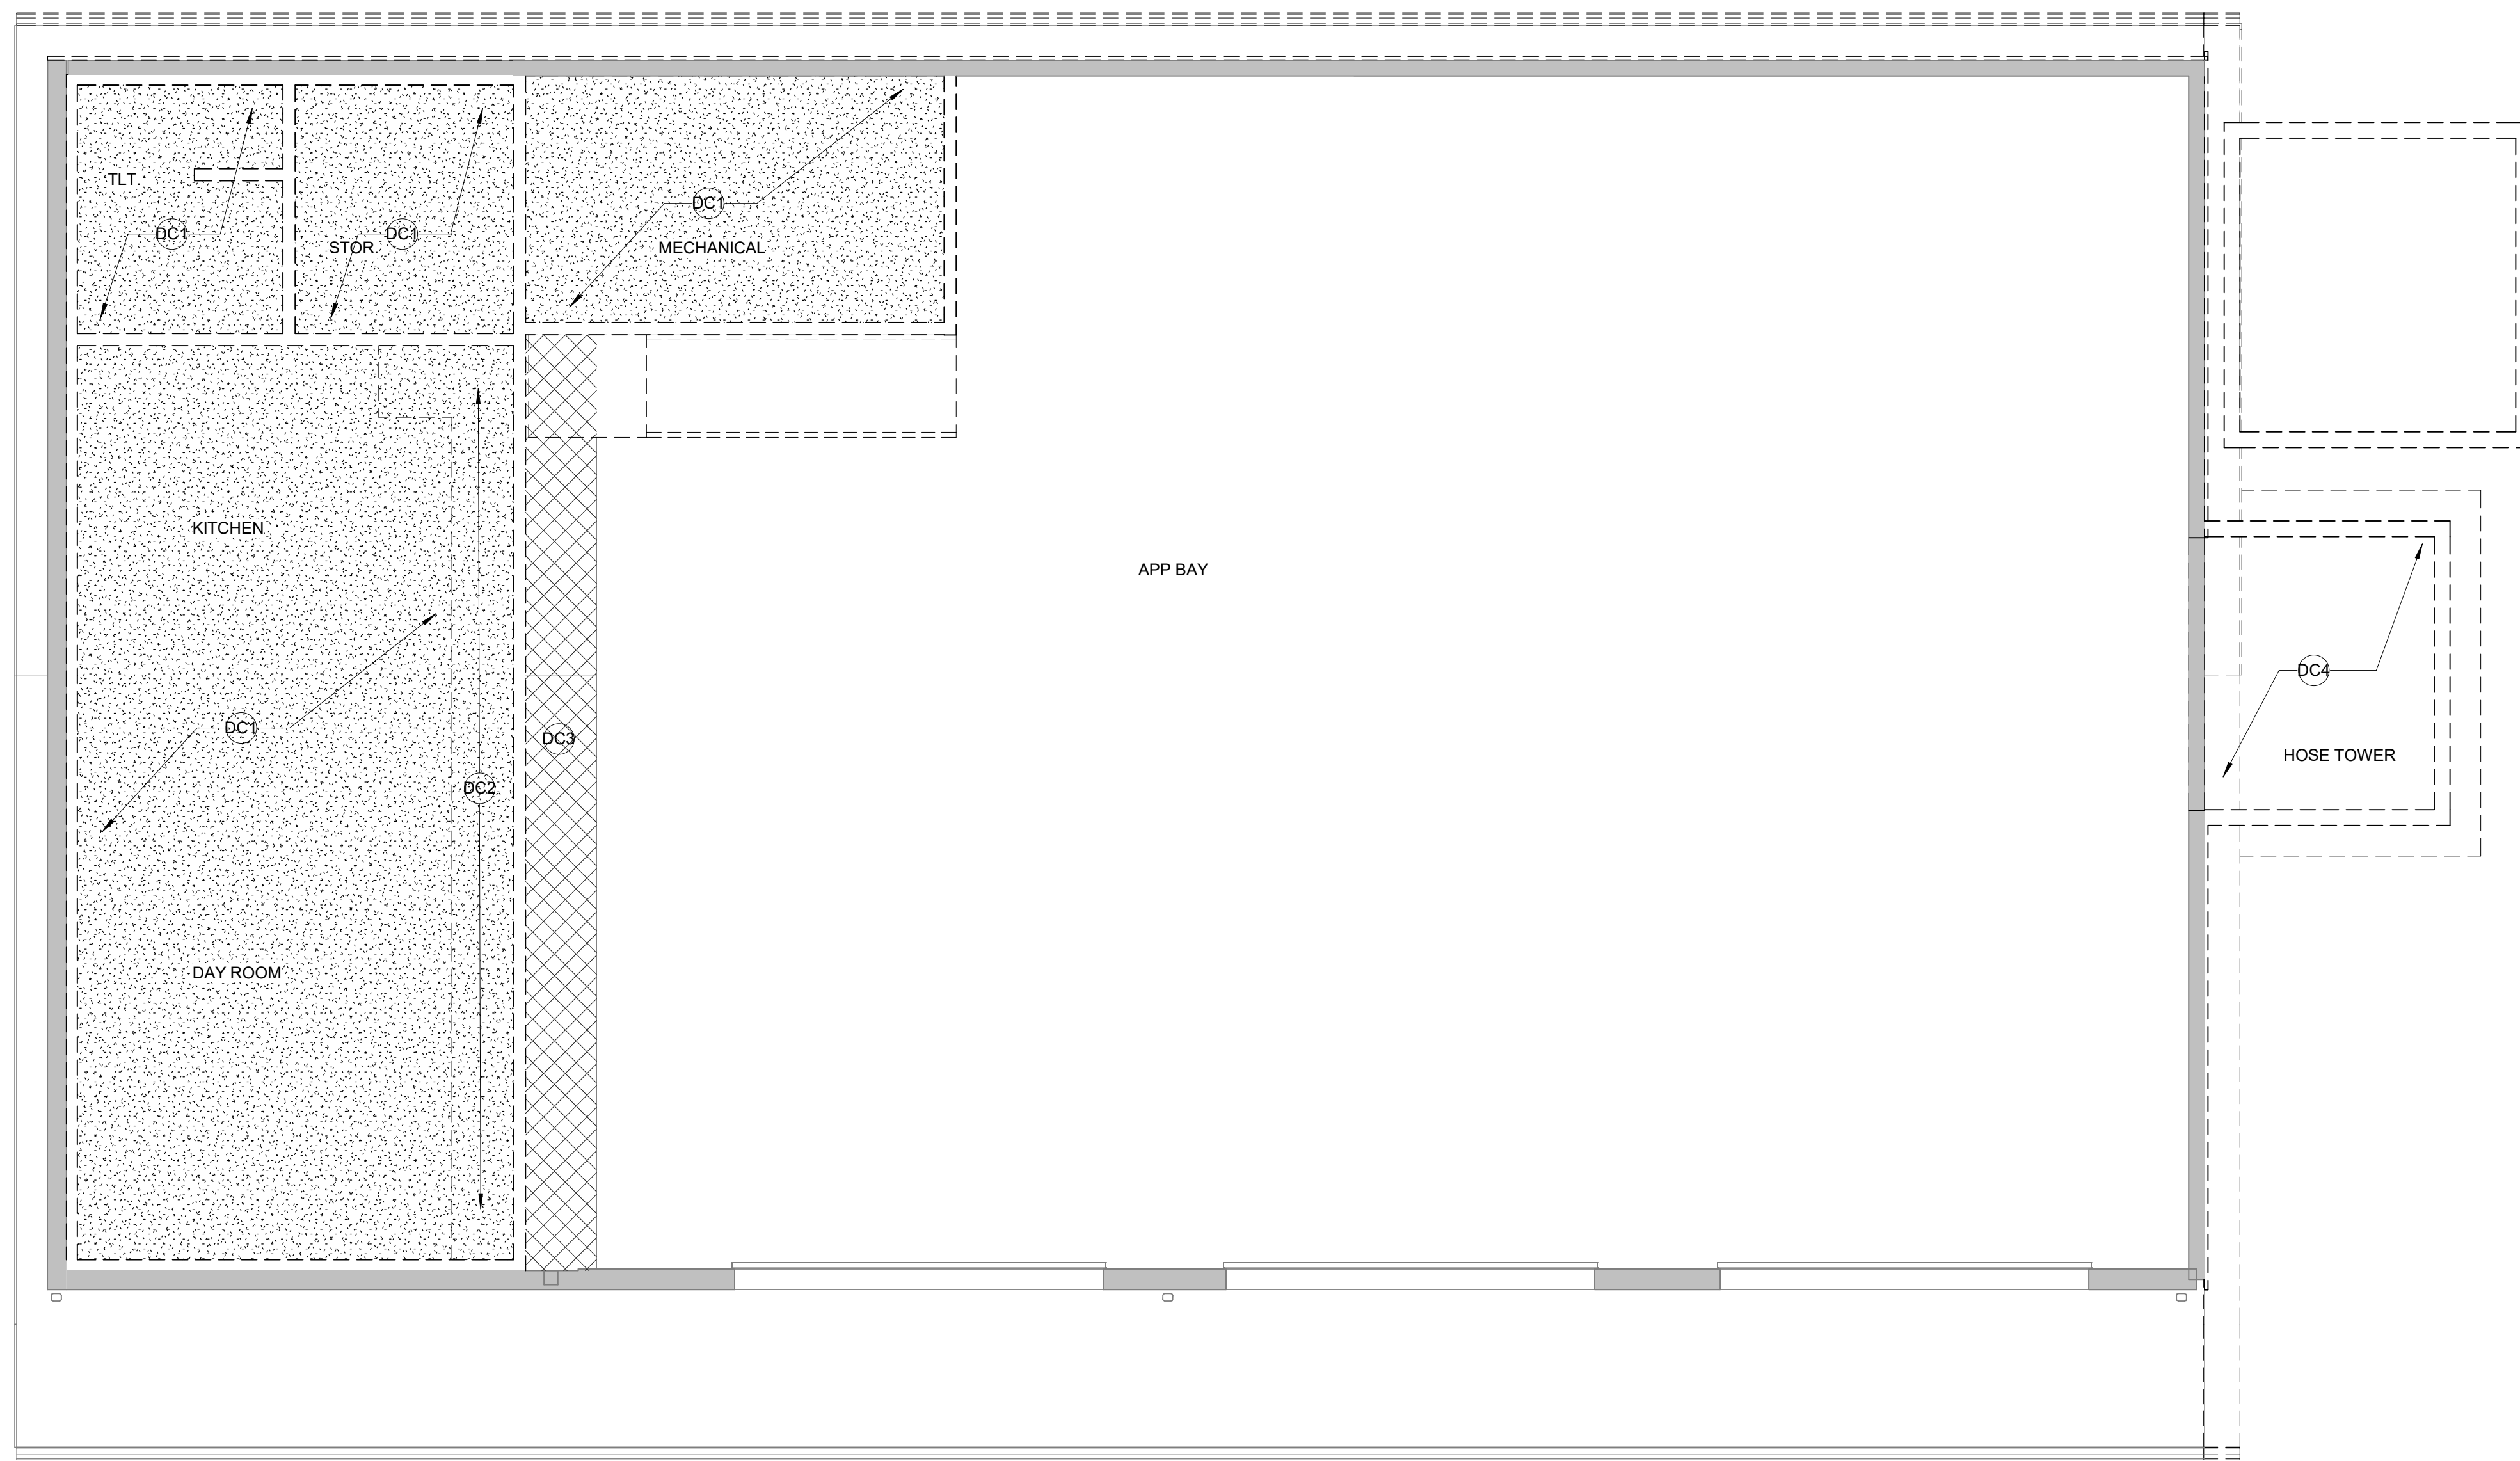 TLT.
DC1
STOR.
DC1
DC1
MECHANICAL
KITCHEN
APP BAY
DC4
DC1
DC3
HOSE TOWER
DC2
DAY ROOM